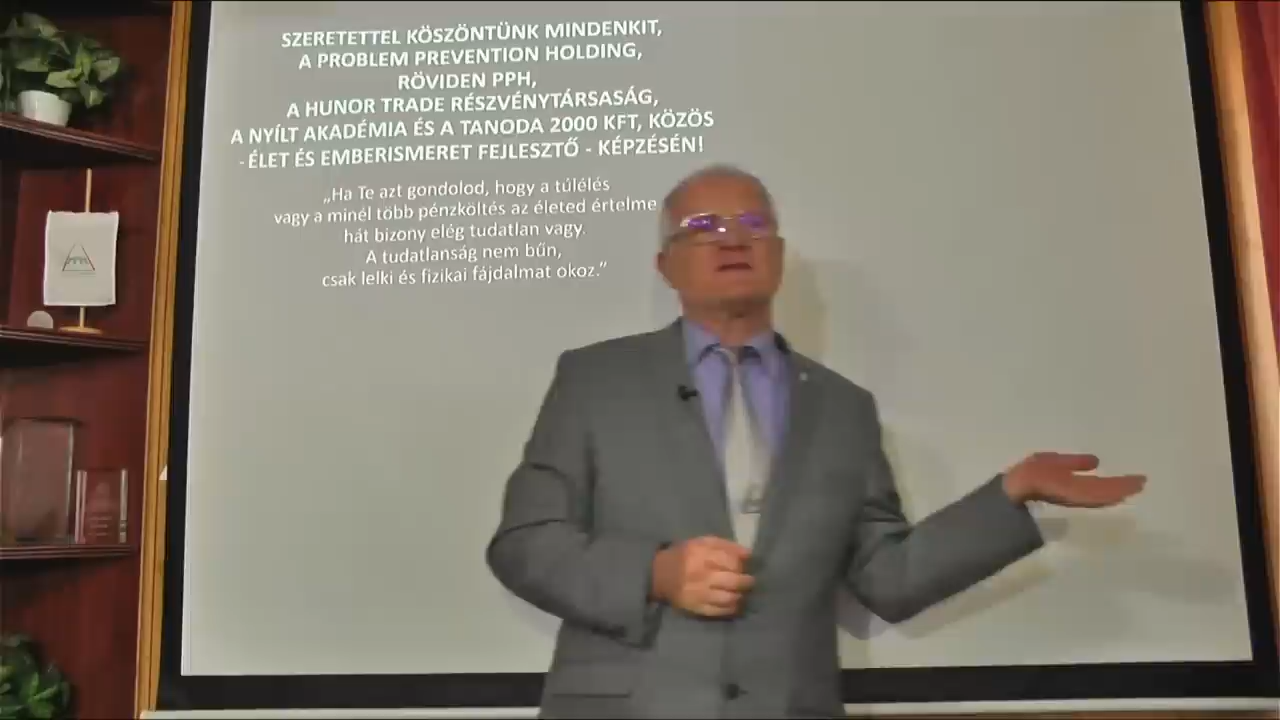 SZERETETTEL KÖSZÖNTÜNK MINDENKIT,
A PROBLEM PREVENTION HOLDING,
RÖVIDEN PPH,
A HUNOR TRADE RÉSZVÉNYTÁRSASÁG,
A NYÍLT AKADÉMIA ÉS A TANODA 2000 KFT, KÖZÖS
- ÉLET ÉS EMBERISMERET FEJLESZTŐ - KÉPZÉSÉN!
„Ha Te azt gondolod, hogy a túlélés
vagy a minél több pénzköltés az életed értelme
hát bizony elég tudatlan vagy.
A tudatlanság nem bűn,
csak lelki és fizikai fájdalmat okoz.”